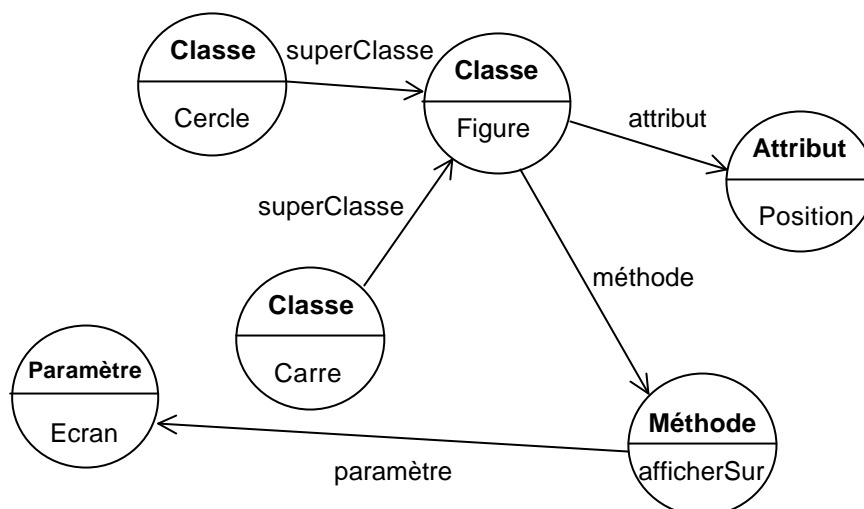 Classe
Cercle
superClasse
Classe
Figure
attribut
Attribut
Position
superClasse
méthode
Classe
Carre
Paramètre
Ecran
paramètre
Méthode
afficherSur